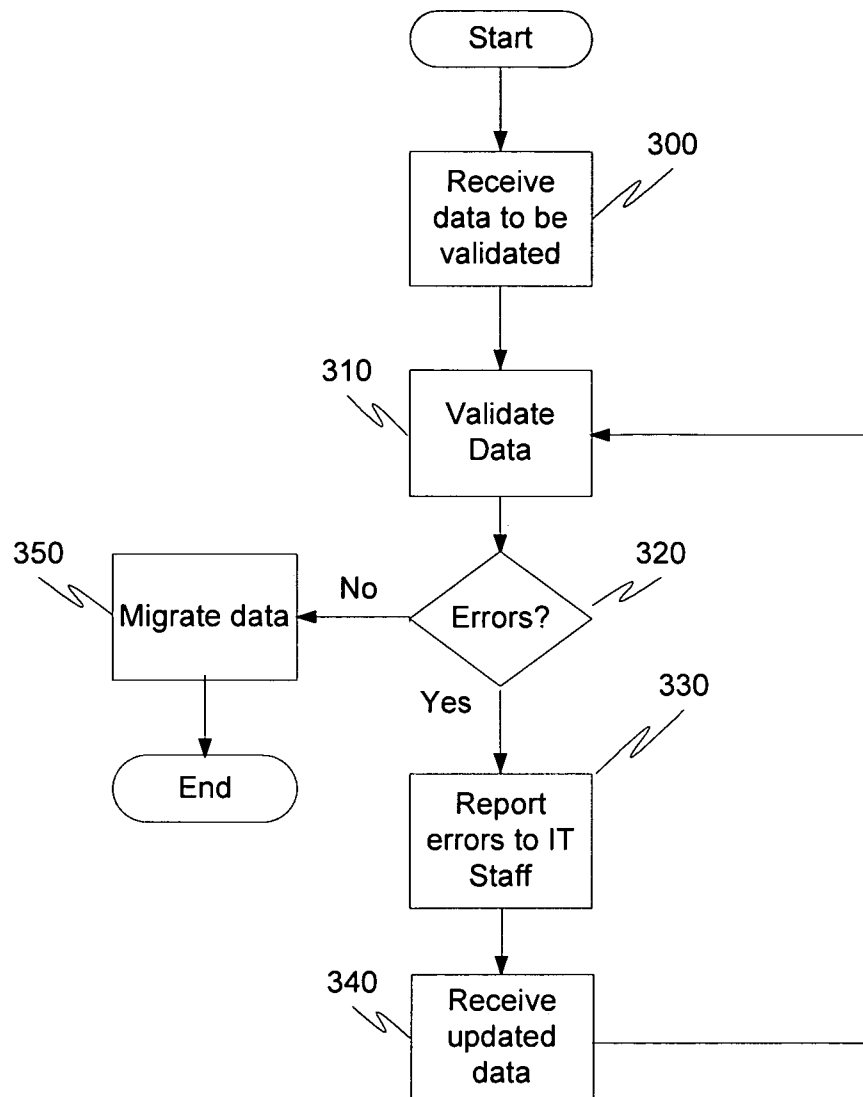 Start
300
Receive
data to be
validated
310
Validate
Data
320
Errors?
No
350
Migrate data
Yes
End
330
Report
errors to IT
Staff
340
Receive
updated
data